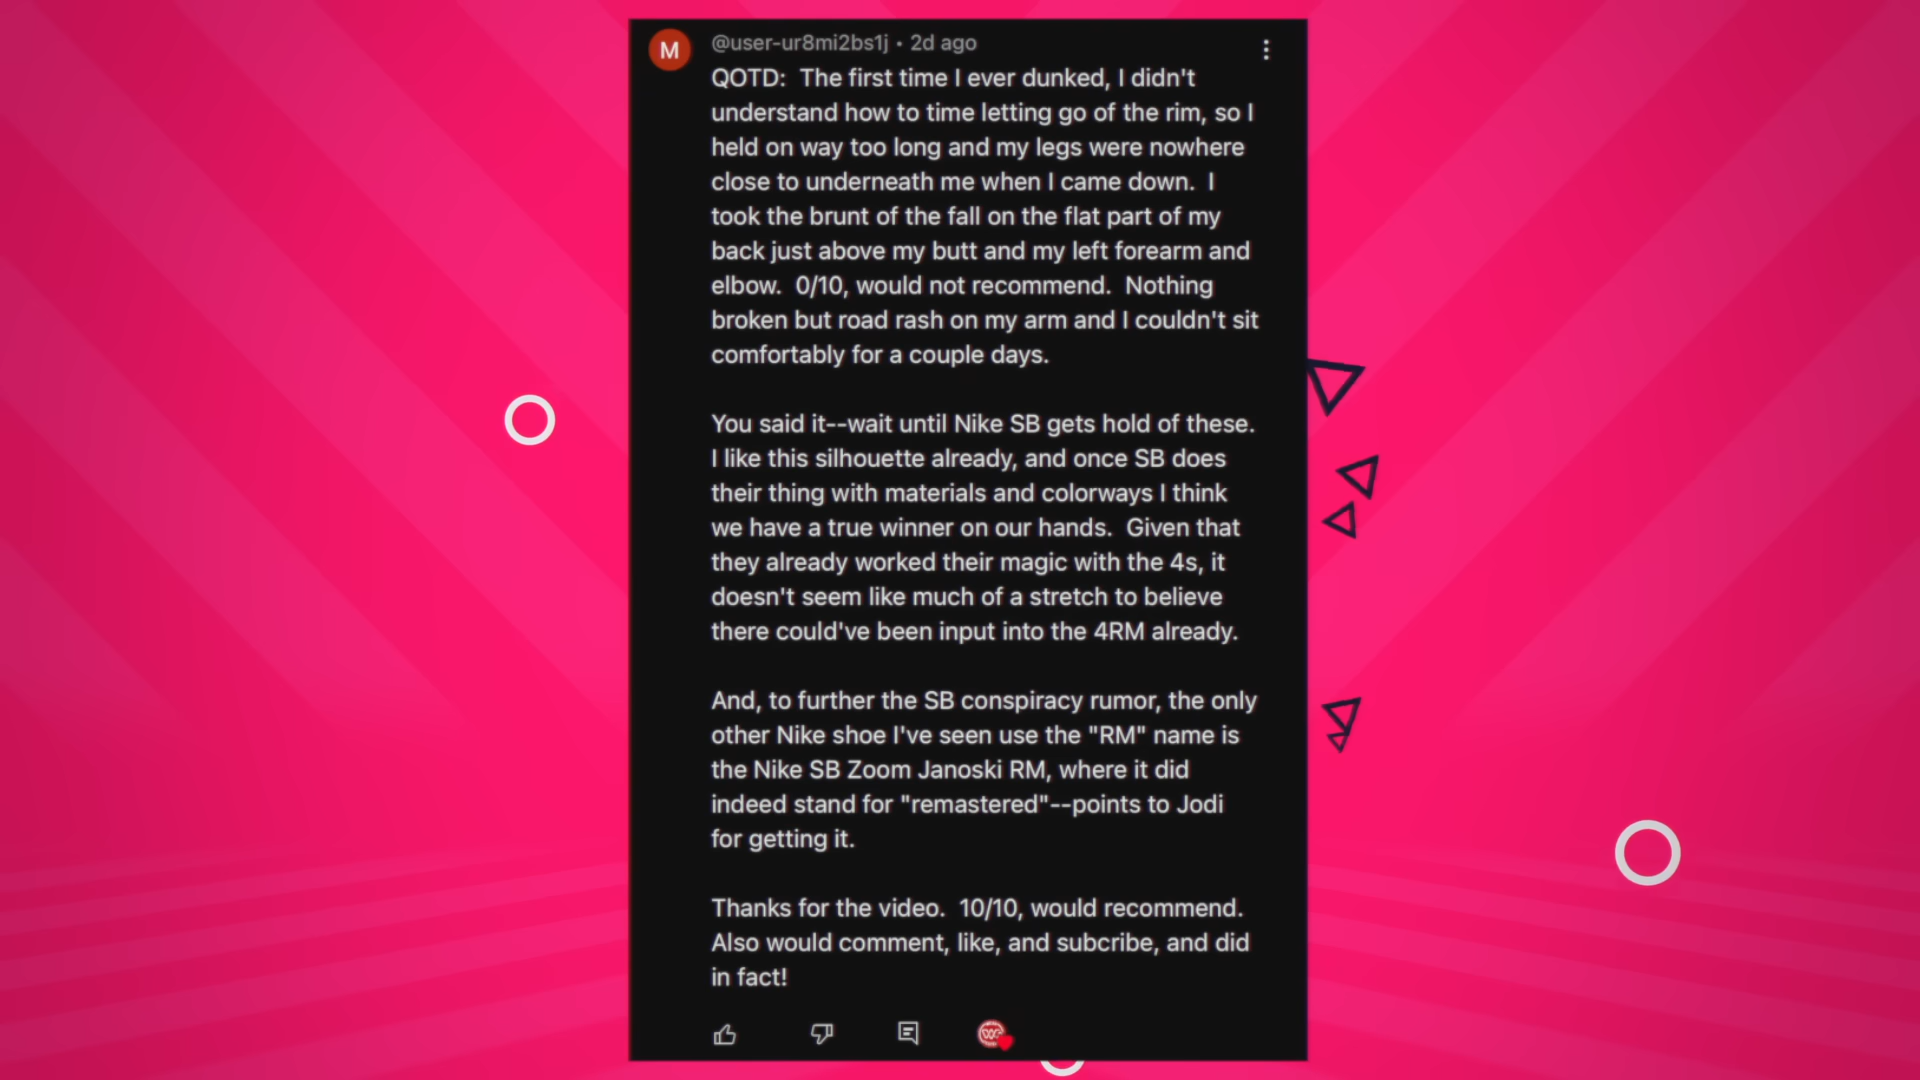 M
@user-ur8mi2bs1j • 2d ago
QOTD:  The first time I ever dunked, I didn't
understand how to time letting go of the rim, so I
held on way too long and my legs were nowhere
close to underneath me when I came down.  I
took the brunt of the fall on the flat part of my
back just above my butt and my left forearm and
elbow.  0/10, would not recommend.  Nothing
broken but road rash on my arm and I couldn't sit
comfortably for a couple days.
You said it--wait until Nike SB gets hold of these.
I like this silhouette already, and once SB does
their thing with materials and colorways I think
we have a true winner on our hands.  Given that
they already worked their magic with the 4s, it
doesn't seem like much of a stretch to believe
there could've been input into the 4RM already.
And, to further the SB conspiracy rumor, the only
other Nike shoe I've seen use the "RM" name is
the Nike SB Zoom Janoski RM, where it did
indeed stand for "remastered"--points to Jodi
for getting it.
Thanks for the video.  10/10, would recommend.
Also would comment, like, and subcribe, and did
in fact!